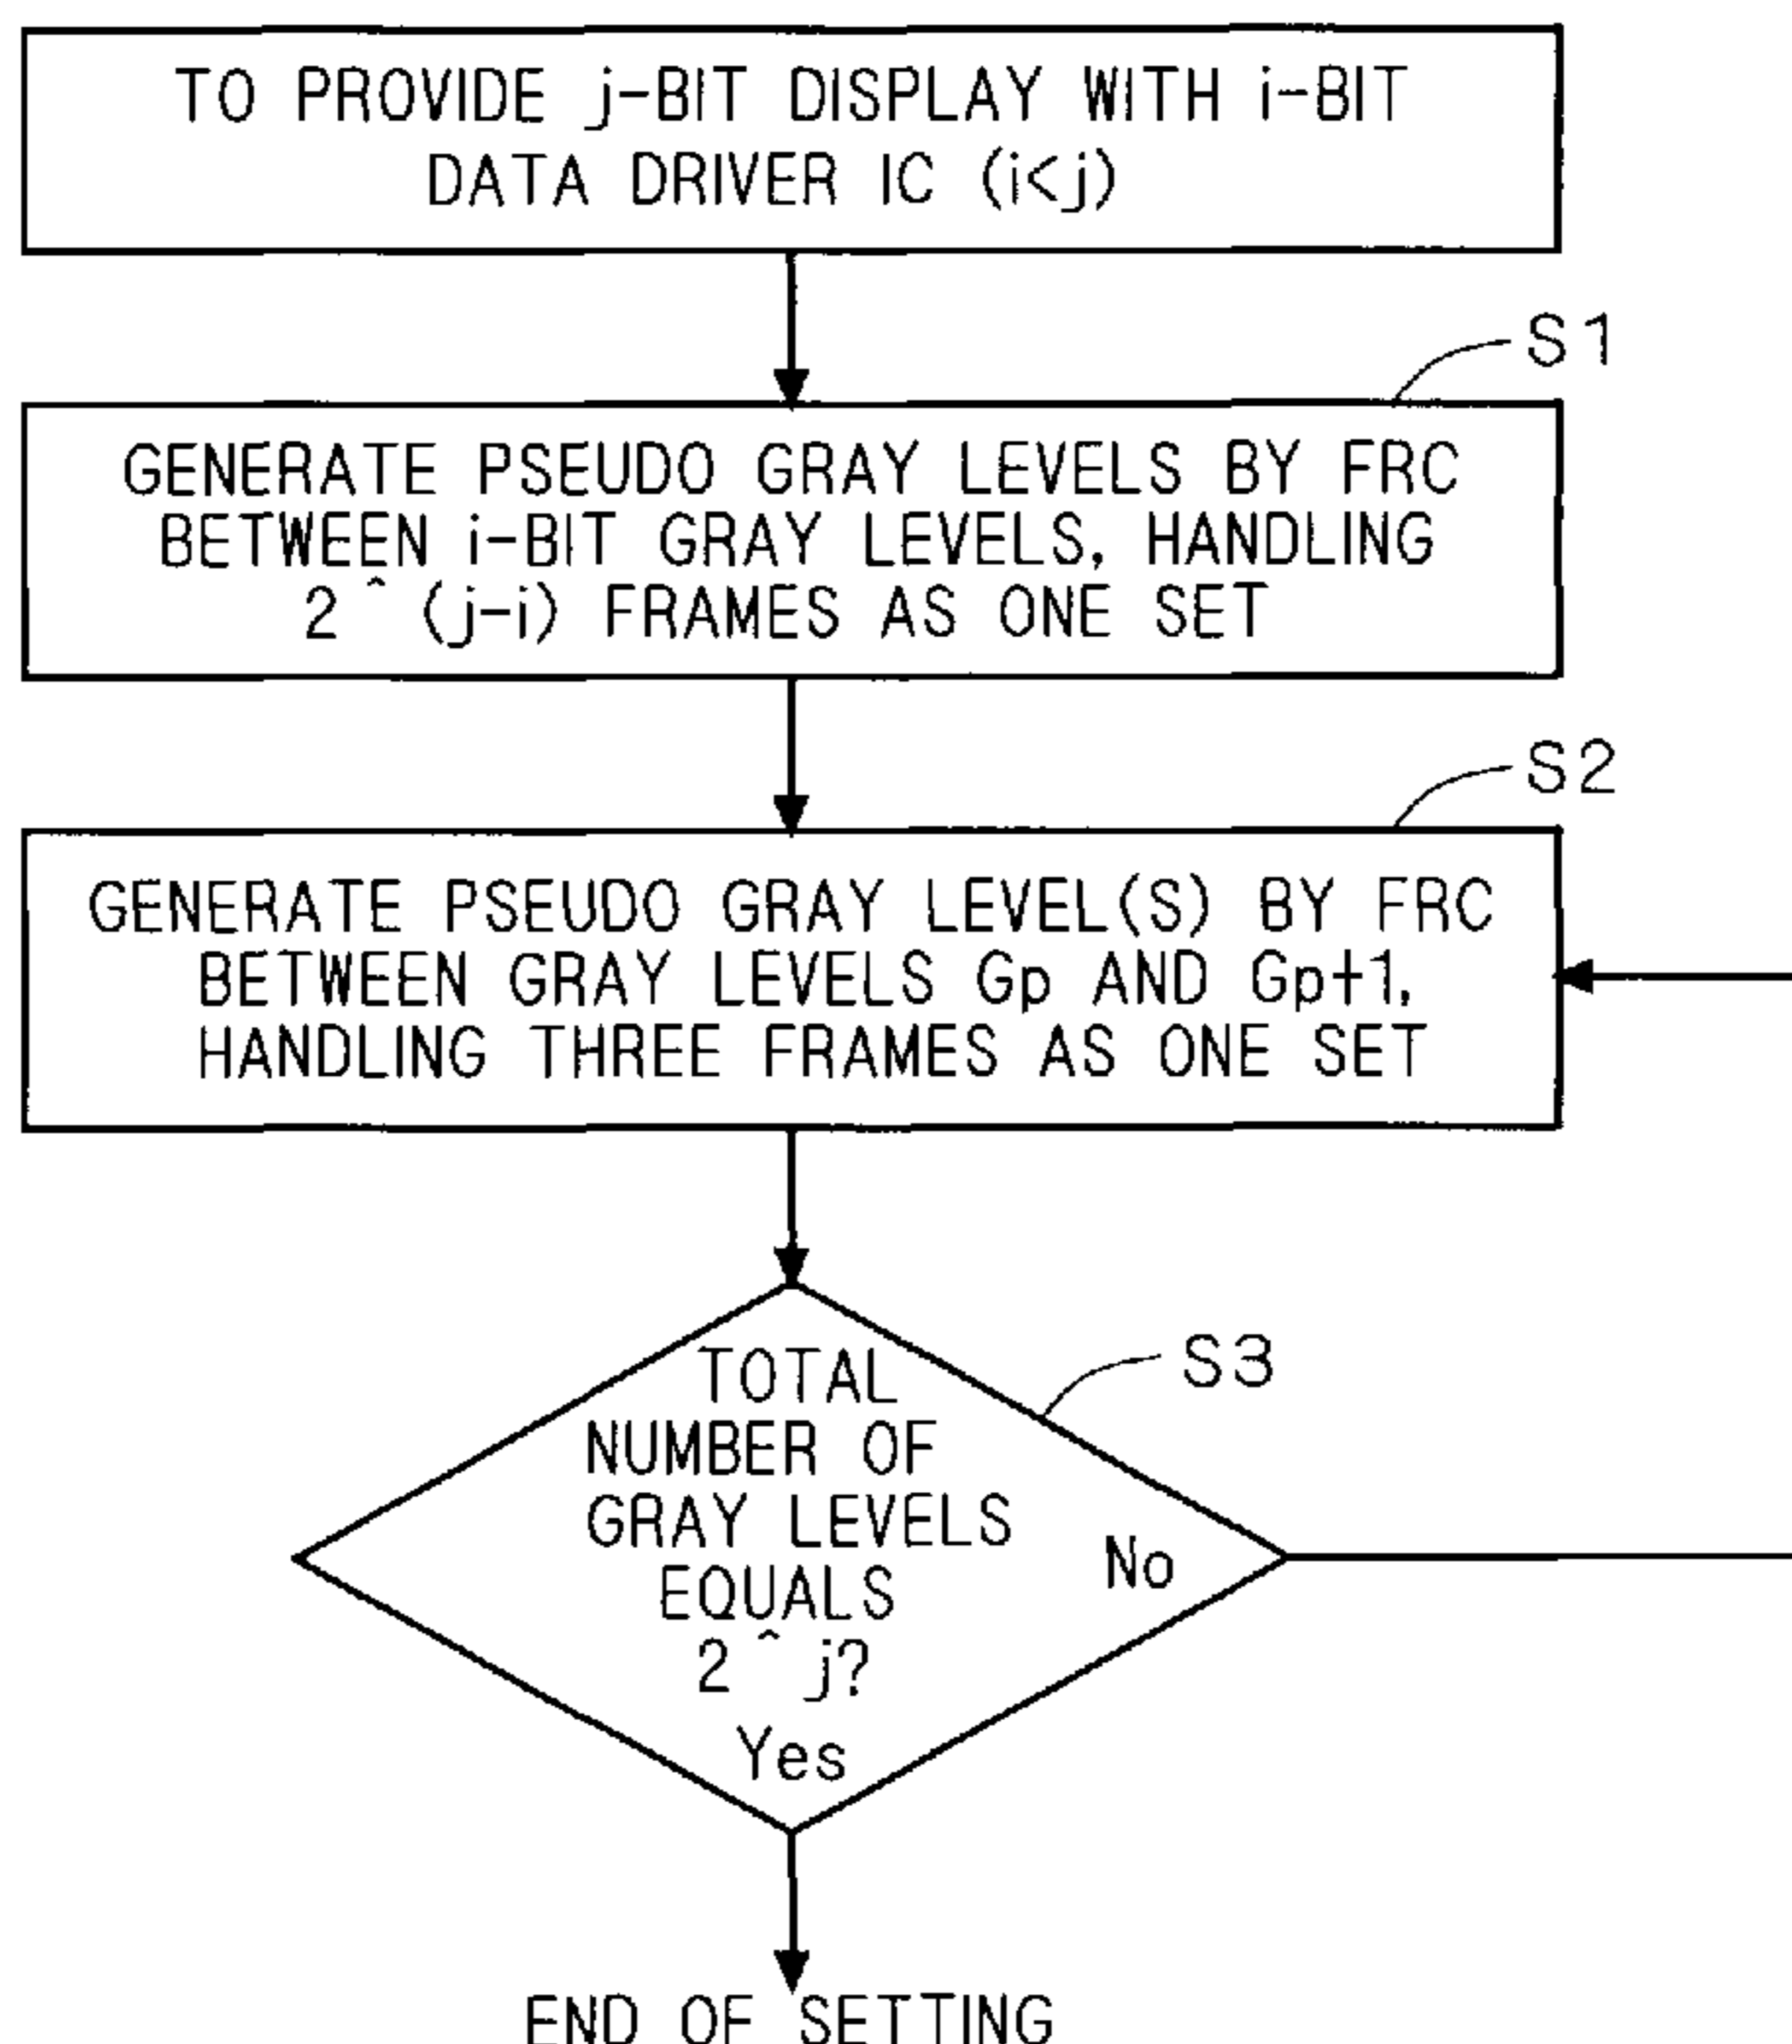 TO PROVIDE j-BIT DISPLAY WITH i-BIT
DATA DRIVER IC (i<j)
S1
GENERATE PSEUDO GRAY LEVELS BY FRC
BETWEEN i-BIT GRAY LEVELS, HANDLING
2 ^ (j-i) FRAMES AS ONE SET
S2
GENERATE PSEUDO GRAY LEVEL(S) BY FRC
BETWEEN GRAY LEVELS Gp AND Gp+1,
HANDLING THREE FRAMES AS ONE SET
S3
TOTAL
NUMBER OF
GRAY LEVELS
EQUALS
2 ^ j?
No
Yes
END OF SETTING